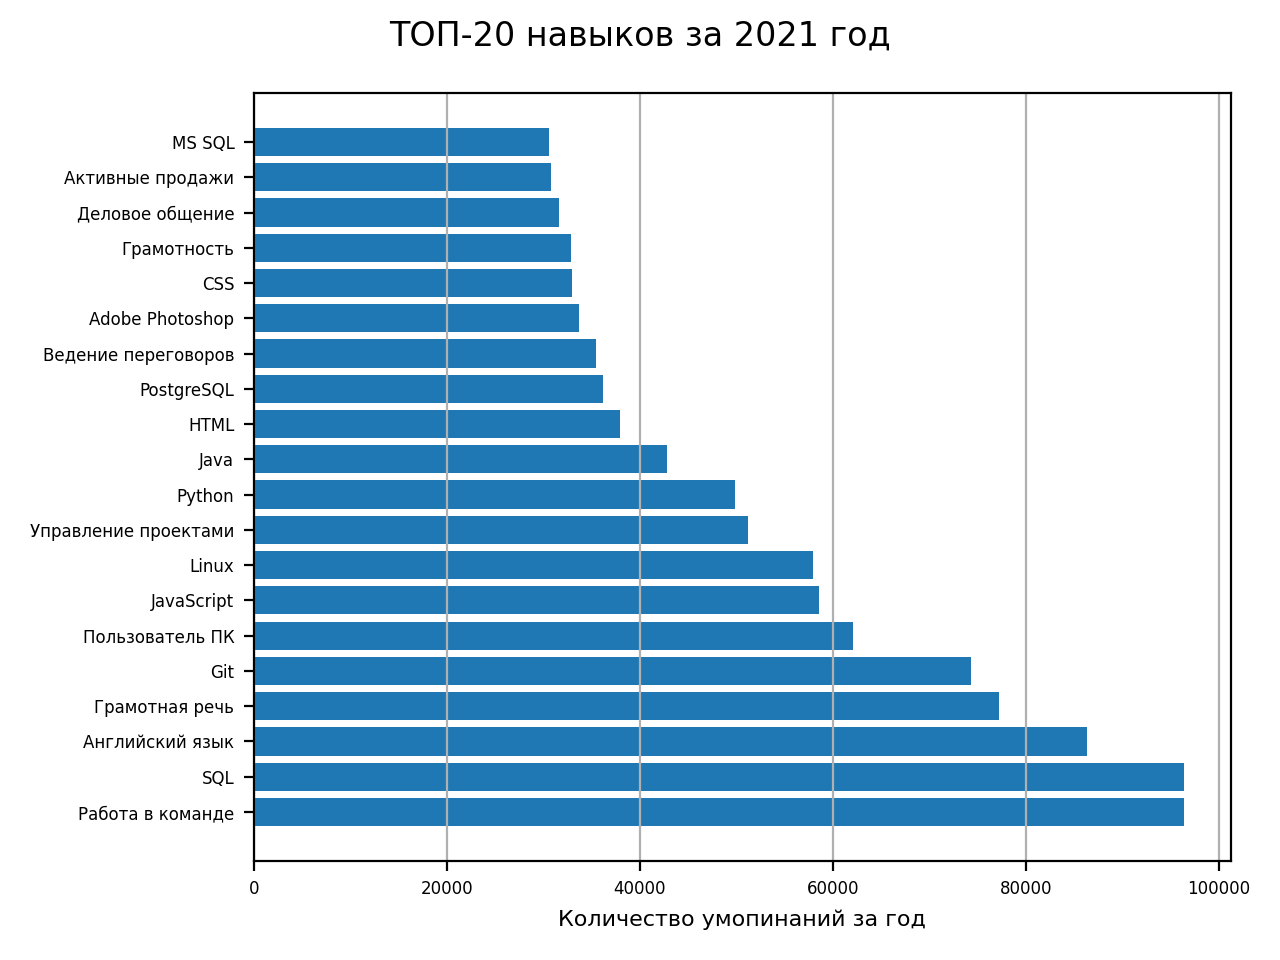 ТОП-20 навыков за 2021 год
MS SQL
Активные продажи
Деловое общение
Грамотность
CSS
Adobe Photoshop
Ведение переговоров
PostgreSQL
HTML
Java
Python
Управление проектами
Linux
JavaScript
Пользователь ПК
Git
Грамотная речь
Английский язык
SQL
Работа в команде
0 20000 40000 60000 80000 100000
Количество умопинаний за год